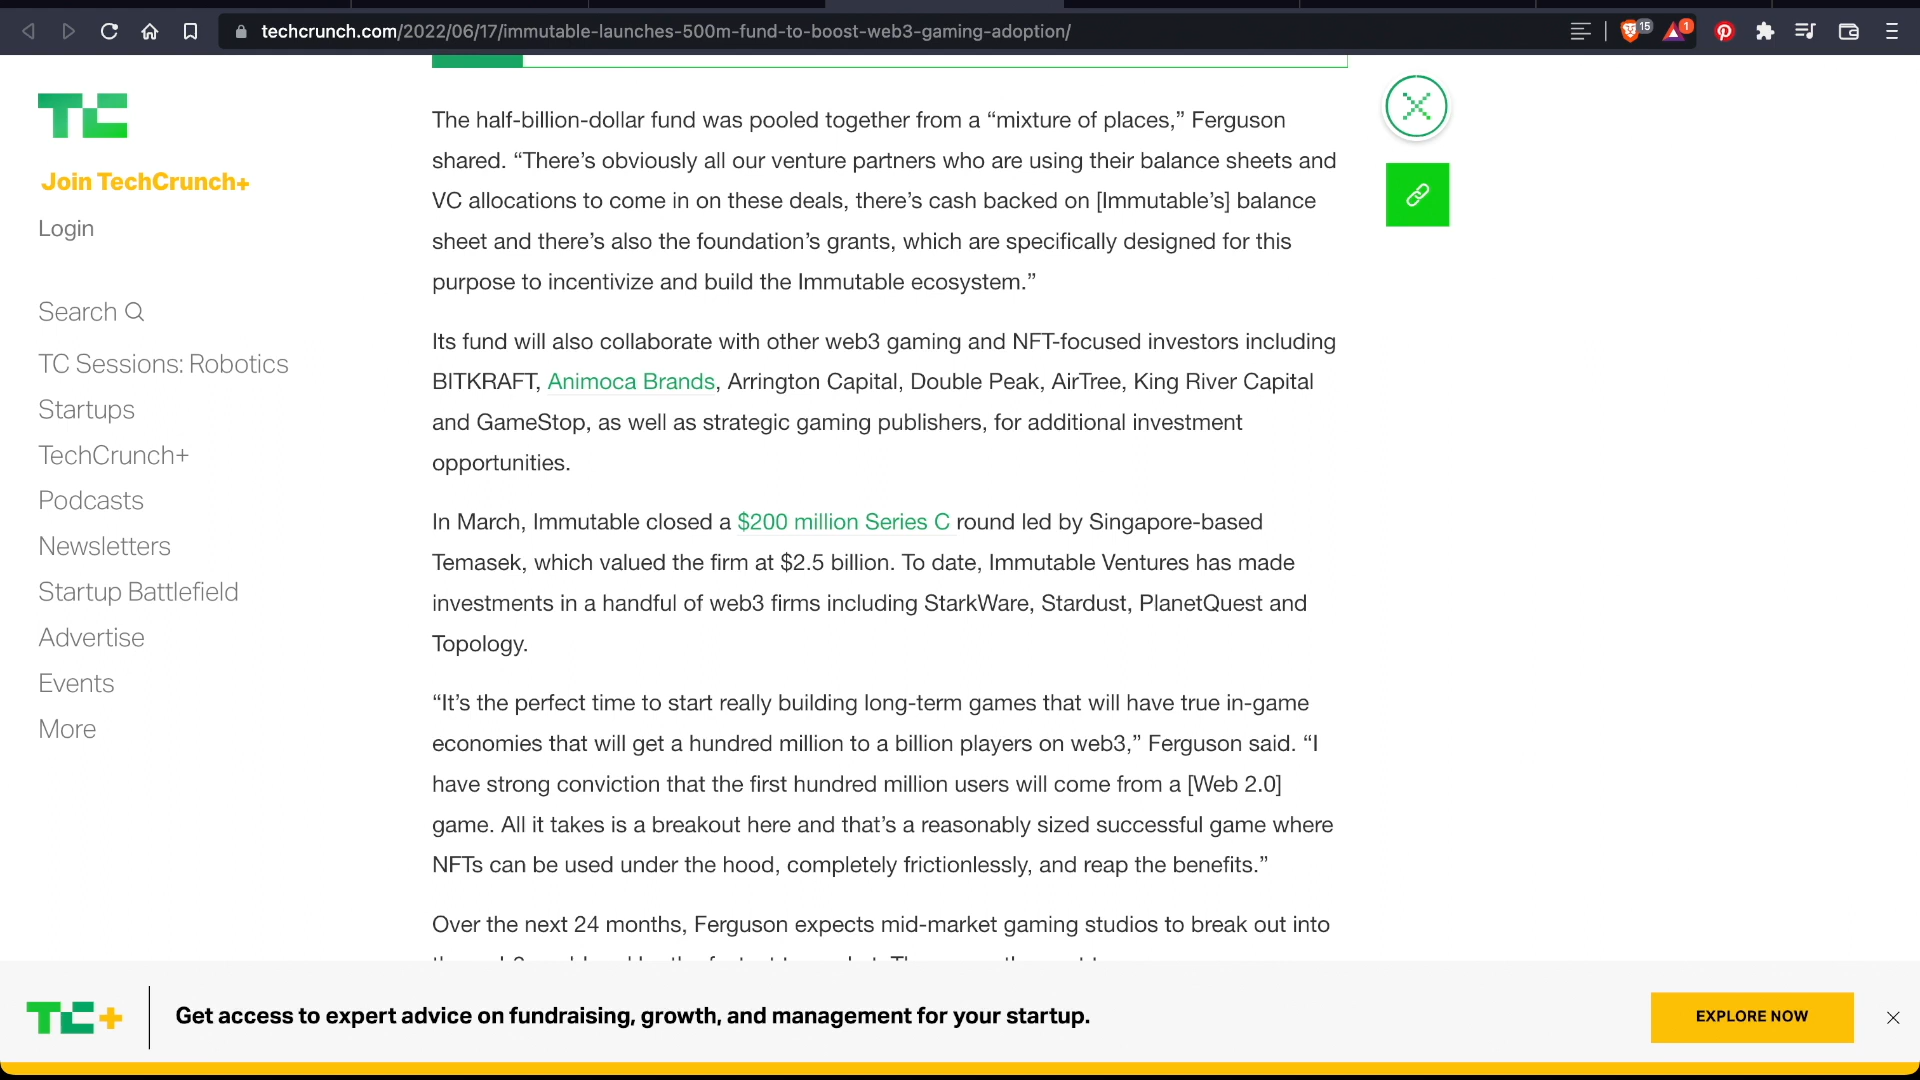 techcrunch.com/2022/06/17/immutable-launches-500m-fund-to-boost-web3-gaming-adoption/
15
1
TC
Join TechCrunch+
Login
Search
TC Sessions: Robotics
Startups
TechCrunch+
Podcasts
Newsletters
Startup Battlefield
Advertise
Events
More
The half-billion-dollar fund was pooled together from a “mixture of places,” Ferguson
shared. “There’s obviously all our venture partners who are using their balance sheets and
VC allocations to come in on these deals, there’s cash backed on [Immutable’s] balance
sheet and there’s also the foundation’s grants, which are specifically designed for this
purpose to incentivize and build the Immutable ecosystem.”
Its fund will also collaborate with other web3 gaming and NFT-focused investors including
BITKRAFT, Animoca Brands, Arrington Capital, Double Peak, AirTree, King River Capital
and GameStop, as well as strategic gaming publishers, for additional investment
opportunities.
In March, Immutable closed a $200 million Series C round led by Singapore-based
Temasek, which valued the firm at $2.5 billion. To date, Immutable Ventures has made
investments in a handful of web3 firms including StarkWare, Stardust, PlanetQuest and
Topology.
“It’s the perfect time to start really building long-term games that will have true in-game
economies that will get a hundred million to a billion players on web3,” Ferguson said. “I
have strong conviction that the first hundred million users will come from a [Web 2.0]
game. All it takes is a breakout here and that’s a reasonably sized successful game where
NFTs can be used under the hood, completely frictionlessly, and reap the benefits.”
Over the next 24 months, Ferguson expects mid-market gaming studios to break out into
TC+
Get access to expert advice on fundraising, growth, and management for your startup.
EXPLORE NOW